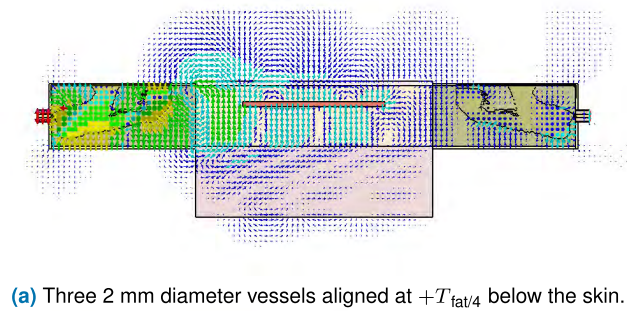 (a) Three 2 mm diameter vessels aligned at +T_fat/4 below the skin.